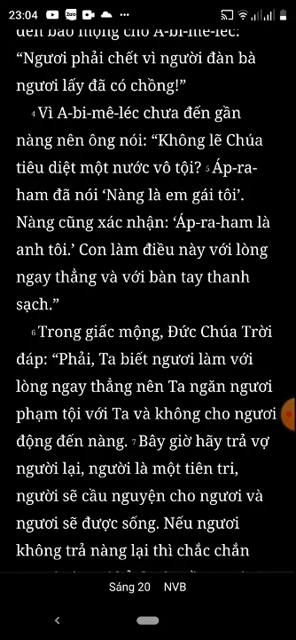 23:04
đến báo mộng cho A-bi-mê-léc:
“Ngươi phải chết vì người đàn bà
ngươi lấy đã có chồng!”
4 Vì A-bi-mê-léc chưa đến gần
nàng nên ông nói: “Không lẽ Chúa
tiêu diệt một nước vô tội? 5 Áp-ra-
ham đã nói ‘Nàng là em gái tôi’.
Nàng cũng xác nhận: ‘Áp-ra-ham là
anh tôi.’ Con làm điều này với lòng
ngay thẳng và với bàn tay thanh
sạch.”
6 Trong giấc mộng, Đức Chúa Trời
đáp: “Phải, Ta biết ngươi làm với
lòng ngay thẳng nên Ta ngăn ngươi
phạm tội với Ta và không cho ngươi
động đến nàng. 7 Bây giờ hãy trả vợ
người lại, người là một tiên tri,
người sẽ cầu nguyện cho ngươi và
ngươi sẽ được sống. Nếu ngươi
không trả nàng lại thì chắc chắn
Sáng 20 NVB